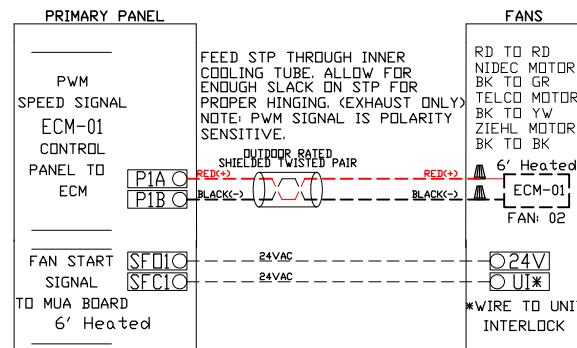 PRIMARY PANEL
PWM
SPEED SIGNAL
ECM-01
CONTROL
PANEL TO
ECM
P1A
P1B
FEED STP THROUGH INNER
COOLING TUBE. ALLOW FOR
ENOUGH SLACK ON STP FOR
PROPER HINGING. (EXHAUST ONLY)
NOTE: PWM SIGNAL IS POLARITY
SENSITIVE.
OUTDOOR RATED
SHIELDED TWISTED PAIR
RED(+) RED(+)
BLACK(-) BLACK(-)
FANS
RD TO RD
NIDEC MOTOR
BK TO GR
TELCO MOTOR
BK TO YW
ZIEHL MOTOR
BK TO BK
6' Heated
ECM-01
FAN: 02
FAN START
SIGNAL
TO MUA BOARD
6' Heated
SFO1
SFC1
24VAC
24VAC
24V
UI*
*WIRE TO UNIT
INTERLOCK